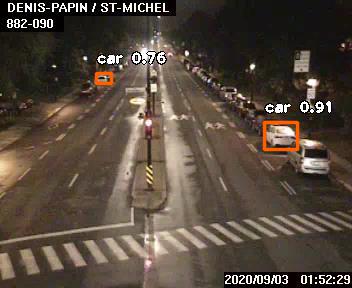 DENIS-PAPIN / ST-MICHEL
882-090
car 0.76
car 0.91
2020/09/03 01:52:29